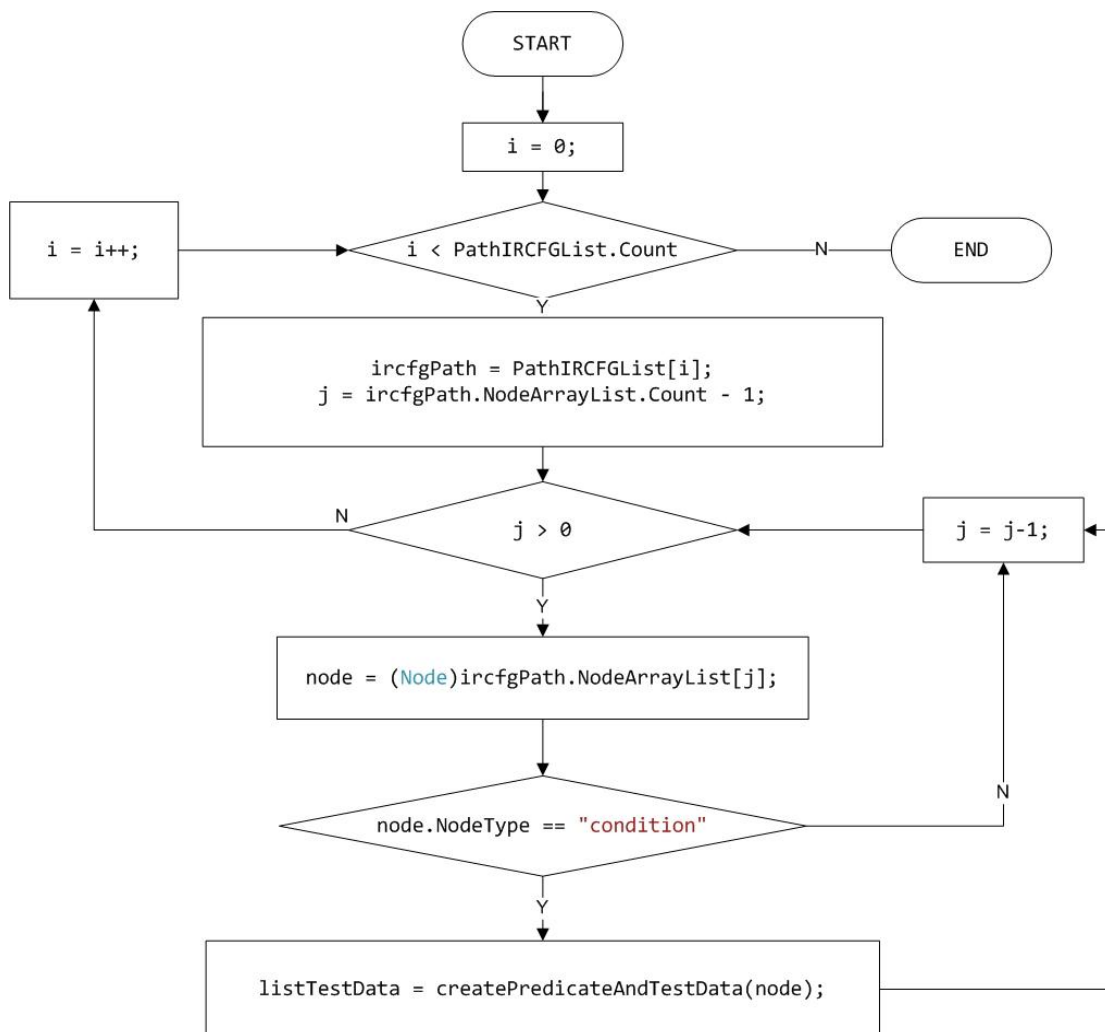 START
i = 0;
i = i++;
i < PathIRCFGList.Count
N
END
Y
ircfgPath = PathIRCFGList[i];
j = ircfgPath.NodeArrayList.Count - 1;
N
j > 0
j = j-1;
Y
node = (Node)ircfgPath.NodeArrayList[j];
N
node.NodeType == "condition"
Y
listTestData = createPredicateAndTestData(node);